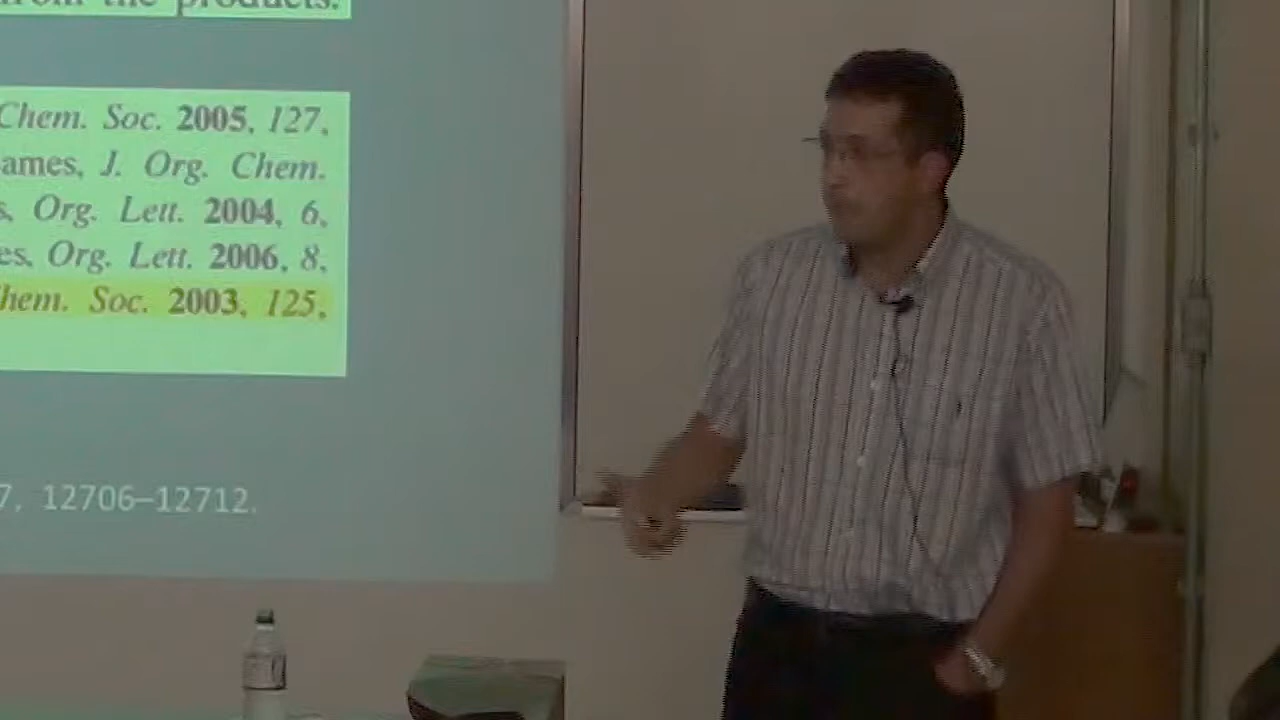 from the products.
Chem. Soc. 2005, 127,
ames, J. Org. Chem.
s, Org. Lett. 2004, 6,
es, Org. Lett. 2006, 8,
hem. Soc. 2003, 125,
7, 12706–12712.